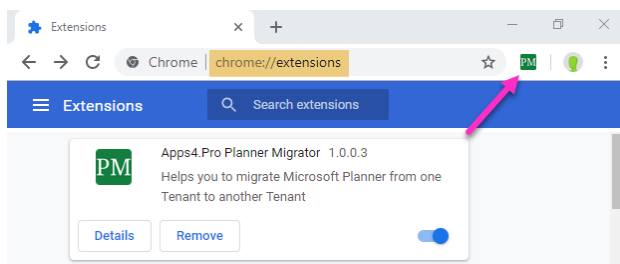 Extensions
Chrome | chrome://extensions
PM
Extensions
Search extensions
PM
Apps4.Pro Planner Migrator 1.0.0.3
Helps you to migrate Microsoft Planner from one
Tenant to another Tenant
Details
Remove